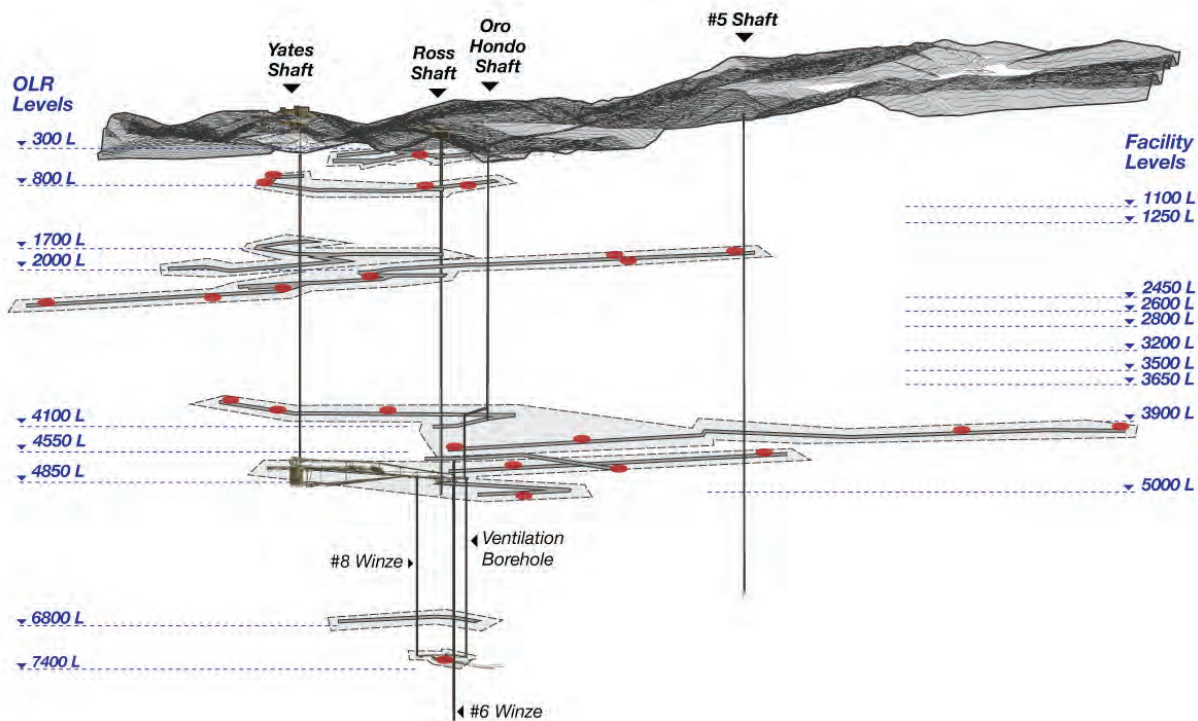 #5 Shaft
Oro
Hondo
Shaft
Ross
Shaft
Yates
Shaft
OLR
Levels
300 L
800 L
1700 L
2000 L
4100 L
4550 L
4850 L
6800 L
7400 L
Facility
Levels
1100 L
1250 L
2450 L
2600 L
2800 L
3200 L
3500 L
3650 L
3900 L
5000 L
Ventilation
Borehole
#8 Winze
#6 Winze